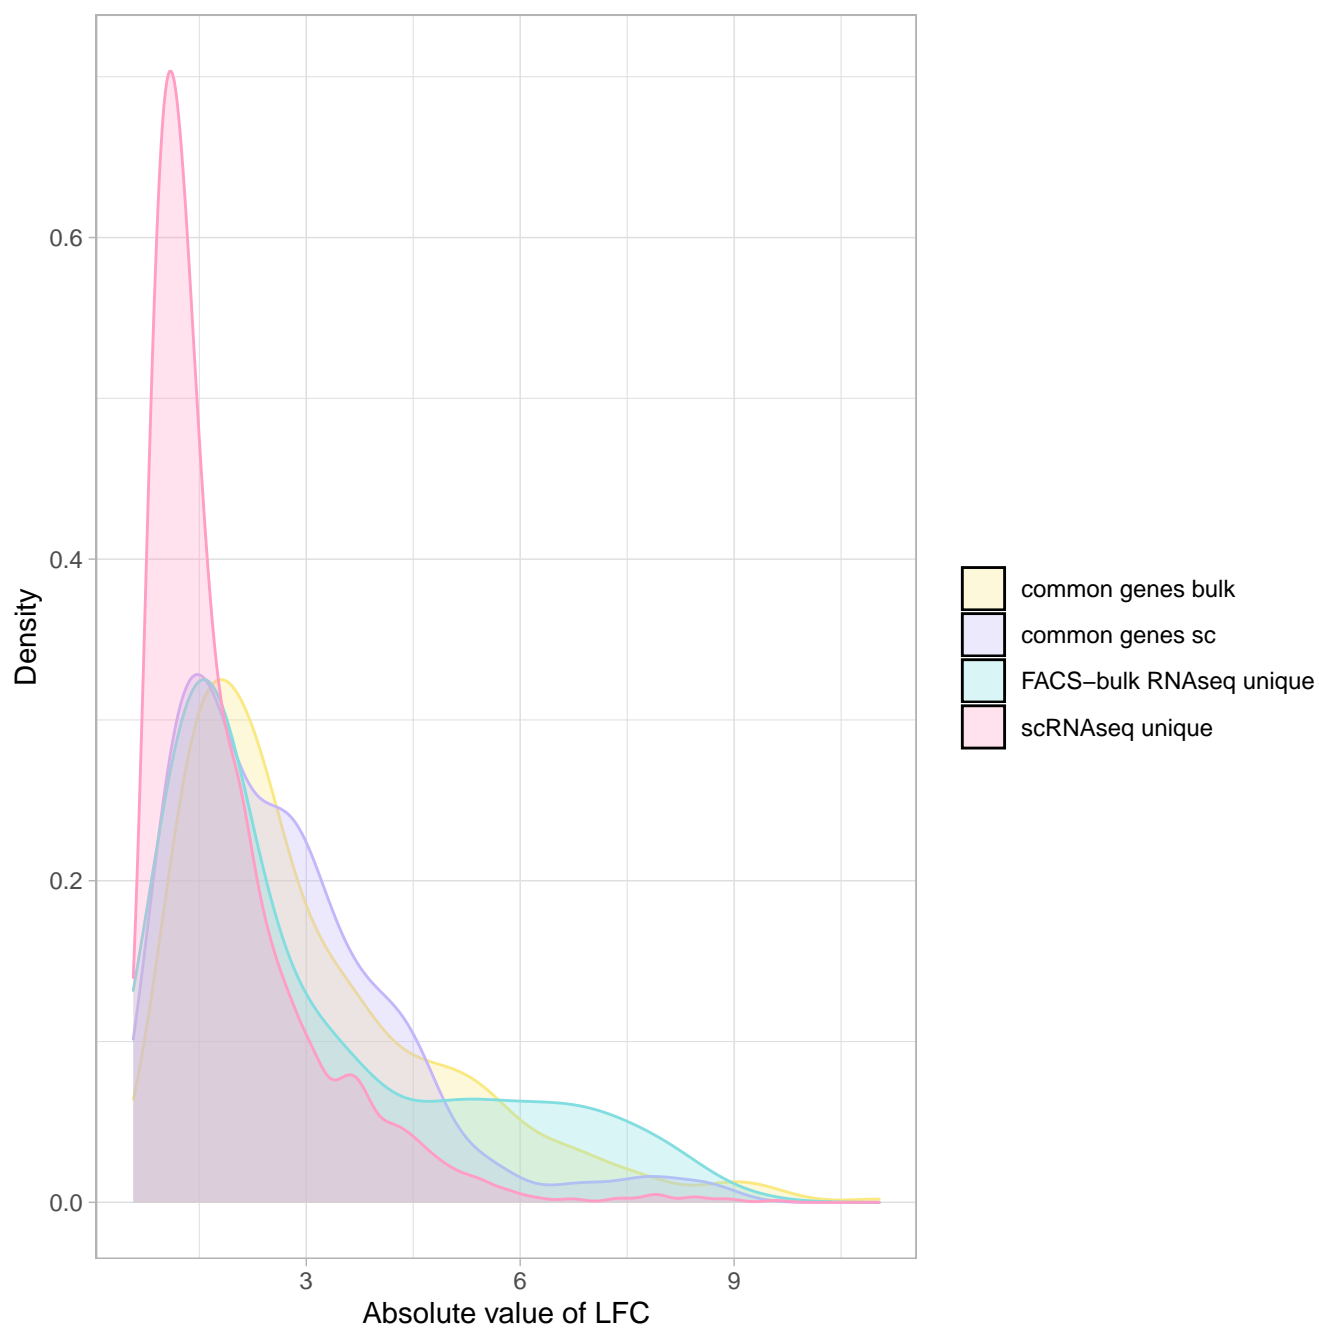 Density
0.6
0.4
0.2
0.0
3 6 9
Absolute value of LFC
common genes bulk
common genes sc
FACS−bulk RNAseq unique
scRNAseq unique